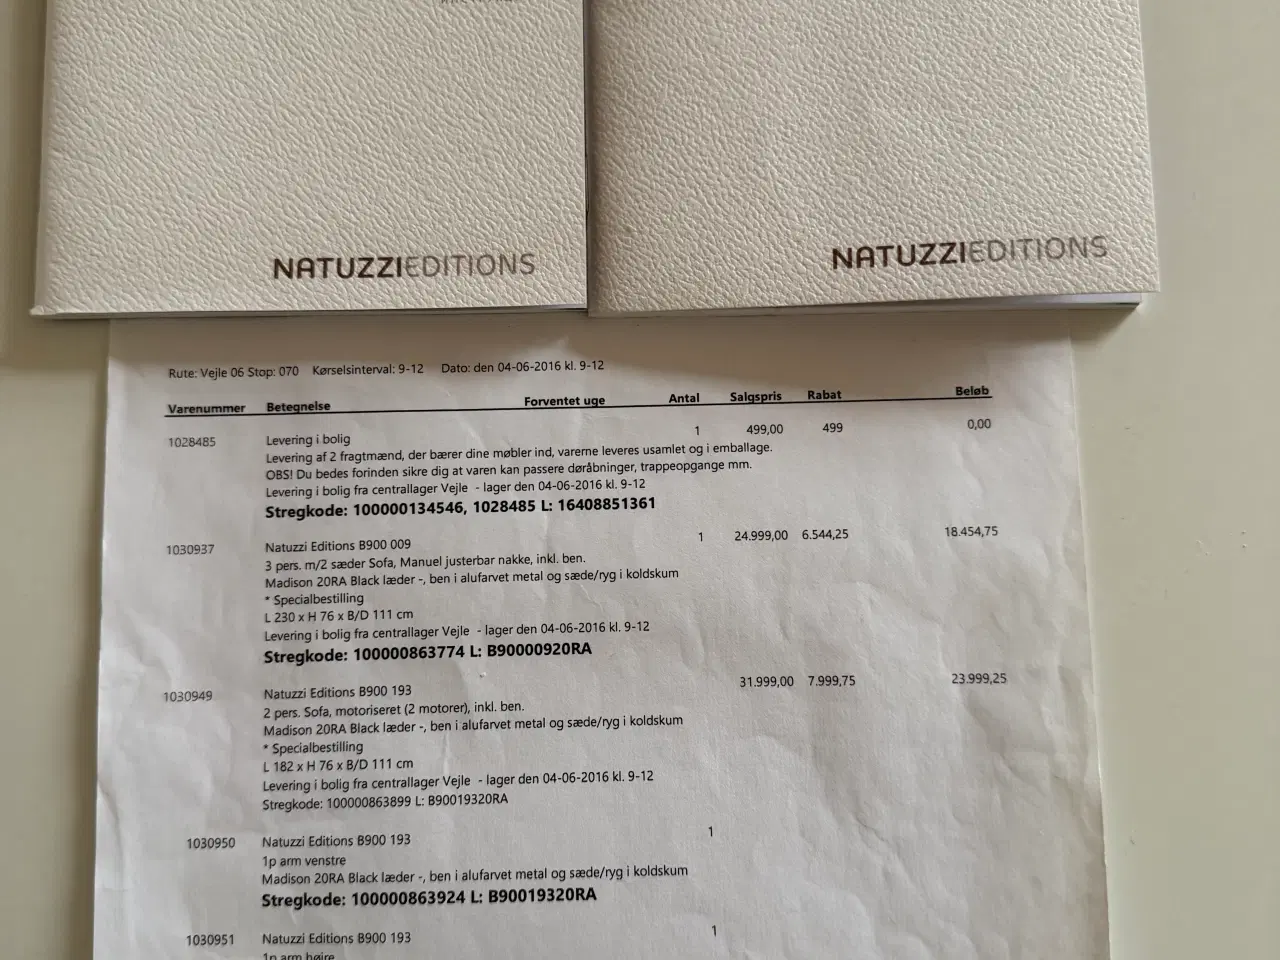 NATUZZIEDITIONS
NATUZZIEDITIONS
Rute: Vejle 06 Stop: 070 Kørselsinterval: 9-12 Dato: den 04-06-2016 kl. 9-12
Varenummer Betegnelse Forventet uge Antal Salgspris Rabat Beløb
1028485 Levering i bolig 1 499,00 499 0,00
Levering af 2 fragtmænd, der bærer dine møbler ind, varerne leveres usamlet og i emballage.
OBS! Du bedes forinden sikre dig at varen kan passere døråbninger, trappeopgange mm.
Levering i bolig fra centrallager Vejle - lager den 04-06-2016 kl. 9-12
Stregkode: 100000134546, 1028485 L: 16408851361
1030937 Natuzzi Editions B900 009 1 24.999,00 6.544,25 18.454,75
3 pers. m/2 sæder Sofa, Manuel justerbar nakke, inkl. ben.
Madison 20RA Black læder -, ben i alufarvet metal og sæde/ryg i koldskum
* Specialbestilling
L 230 x H 76 x B/D 111 cm
Levering i bolig fra centrallager Vejle - lager den 04-06-2016 kl. 9-12
Stregkode: 100000863774 L: B90000920RA
1030949 Natuzzi Editions B900 193 31.999,00 7.999,75 23.999,25
2 pers. Sofa, motoriseret (2 motorer), inkl. ben.
Madison 20RA Black læder -, ben i alufarvet metal og sæde/ryg i koldskum
* Specialbestilling
L 182 x H 76 x B/D 111 cm
Levering i bolig fra centrallager Vejle - lager den 04-06-2016 kl. 9-12
Stregkode: 100000863899 L: B90019320RA
1030950 Natuzzi Editions B900 193 1
1p arm venstre
Madison 20RA Black læder -, ben i alufarvet metal og sæde/ryg i koldskum
Stregkode: 100000863924 L: B90019320RA
1030951 Natuzzi Editions B900 193 1
1p arm højre